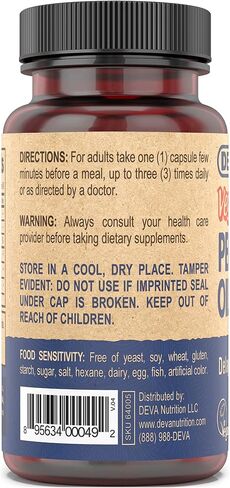 DIRECTIONS: For adults take one (1) capsule few
minutes before a meal, up to three (3) times daily
or as directed by a doctor.
WARNING: Always consult your health care
provider before taking dietary supplements.
STORE IN A COOL, DRY PLACE. TAMPER
EVIDENT: DO NOT USE IF IMPRINTED SEAL
UNDER CAP IS BROKEN. KEEP OUT OF
REACH OF CHILDREN.
FOOD SENSITIVITY: Free of yeast, soy, wheat, gluten,
starch, sugar, salt, hexane, dairy, egg, fish, artificial color.
V.04
SKU 64005
Distributed by:
DEVA Nutrition LLC
www.devanutrition.co
(888) 988-DEVA
8 95634 00049 2
DE